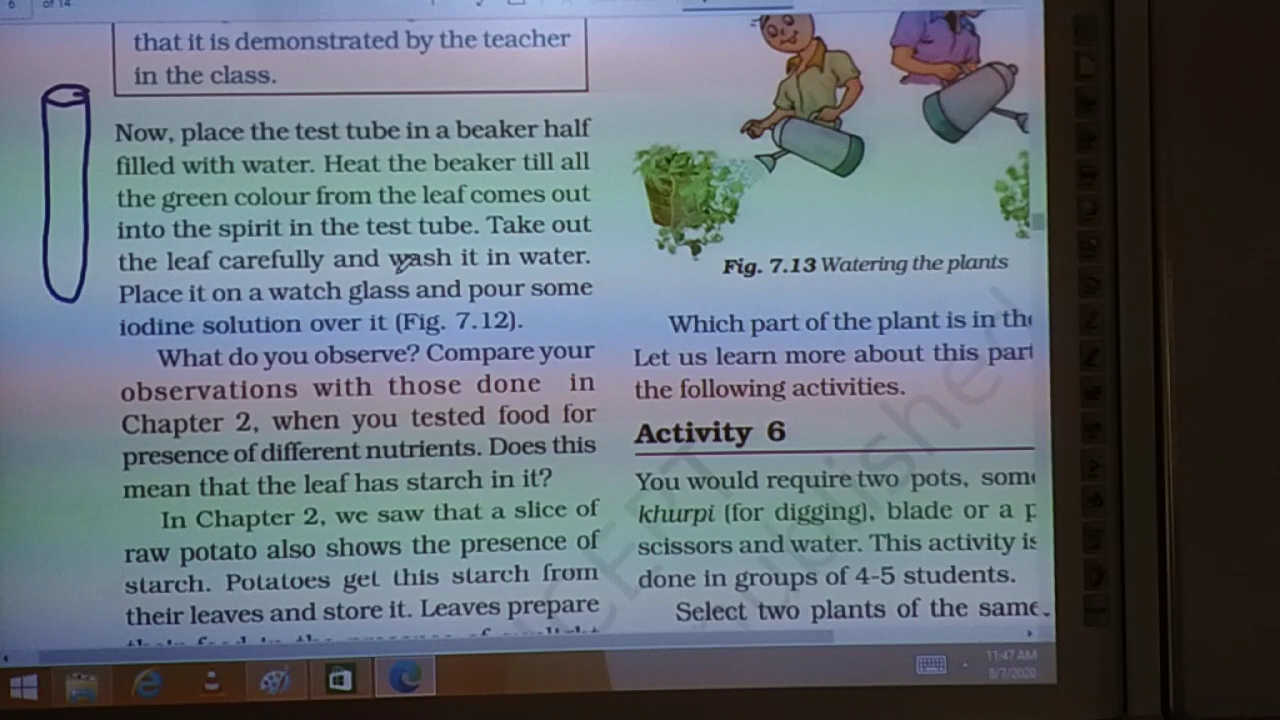 6 of 14
that it is demonstrated by the teacher
in the class.
Now, place the test tube in a beaker half
filled with water. Heat the beaker till all
the green colour from the leaf comes out
into the spirit in the test tube. Take out
the leaf carefully and wash it in water.
Place it on a watch glass and pour some
iodine solution over it (Fig. 7.12).
What do you observe? Compare your
observations with those done in
Chapter 2, when you tested food for
presence of different nutrients. Does this
mean that the leaf has starch in it?
In Chapter 2, we saw that a slice of
raw potato also shows the presence of
starch. Potatoes get this starch from
their leaves and store it. Leaves prepare
Fig. 7.13 Watering the plants
Which part of the plant is in the
Let us learn more about this part
the following activities.
Activity 6
You would require two pots, some
khurpi (for digging), blade or a p
scissors and water. This activity is
done in groups of 4-5 students.
Select two plants of the same
published
11:47 AM
8/7/2020